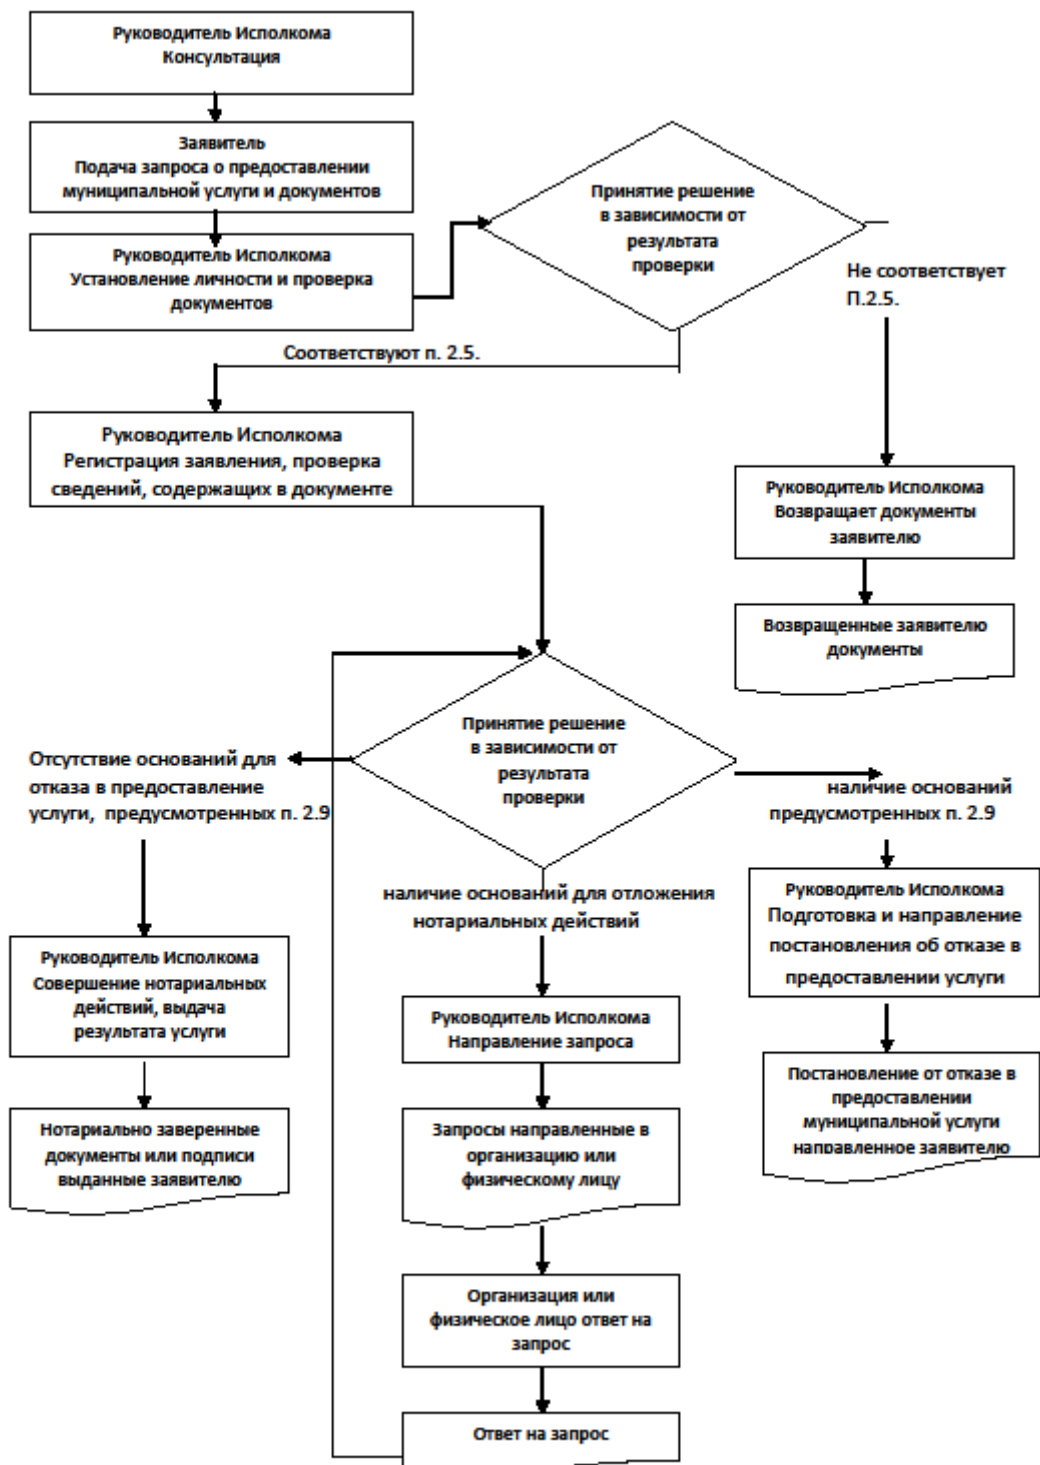 Руководитель Исполкома
Консультация
Заявитель
Подача запроса о предоставлении
муниципальной услуги и документов
Руководитель Исполкома
Установление личности и проверка
документов
Принятие решение
в зависимости от
результата
проверки
Не соответствует
П.2.5.
Соответствуют п. 2.5.
Руководитель Исполкома
Регистрация заявления, проверка
сведений, содержащих в документе
Руководитель Исполкома
Возвращает документы
заявителю
Возвращенные заявителю
документы
Принятие решение
в зависимости от
результата
проверки
Отсутствие оснований для
отказа в предоставление
услуги, предусмотренных п. 2.9
наличие оснований
предусмотренных п. 2.9
наличие оснований для отложения
нотариальных действий
Руководитель Исполкома
Подготовка и направление
постановления об отказе в
предоставлении услуги
Руководитель Исполкома
Совершение нотариальных
действий, выдача
результата услуги
Руководитель Исполкома
Направление запроса
Постановление от отказе в
предоставлении
муниципальной услуги
направленное заявителю
Нотариально заверенные
документы или подписи
выданные заявителю
Запросы направленные в
организацию или
физическому лицу
Организация или
физическое лицо ответ на
запрос
Ответ на запрос